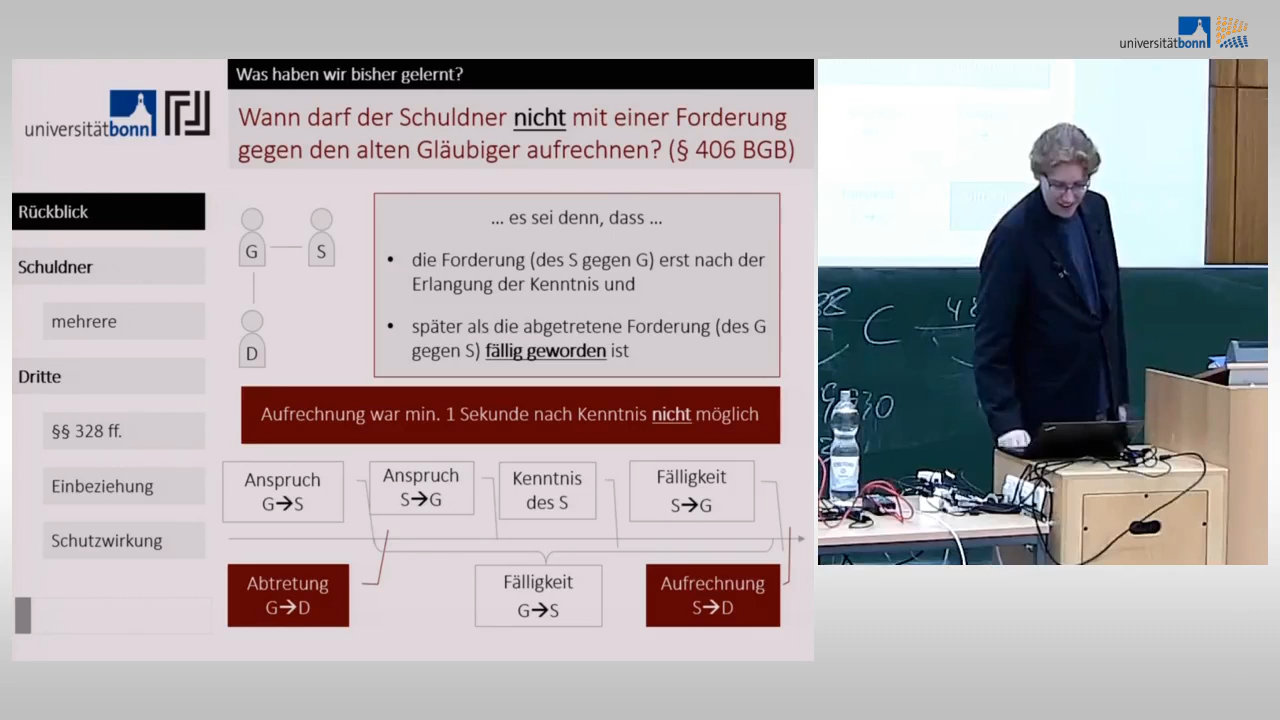 universitätbonn
Was haben wir bisher gelernt?
universitätbonn
Wann darf der Schuldner nicht mit einer Forderung
gegen den alten Gläubiger aufrechnen? (§ 406 BGB)
Rückblick
Schuldner
mehrere
Dritte
§§ 328 ff.
Einbeziehung
Schutzwirkung
G
S
D
... es sei denn, dass ...
• die Forderung (des S gegen G) erst nach der
Erlangung der Kenntnis und
• später als die abgetretene Forderung (des G
gegen S) fällig geworden ist
Aufrechnung war min. 1 Sekunde nach Kenntnis nicht möglich
Anspruch
G→S
Anspruch
S→G
Kenntnis
des S
Fälligkeit
S→G
Abtretung
G→D
Fälligkeit
G→S
Aufrechnung
S→D
C